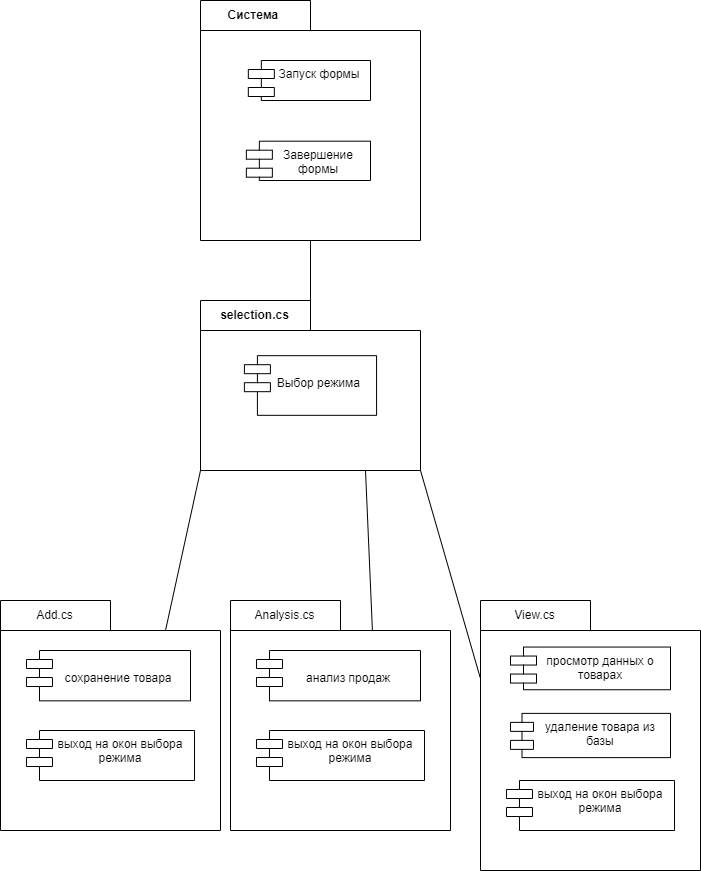 Система
Запуск формы
Завершение
формы
selection.cs
Выбор режима
Add.cs
сохранение товара
выход на окон выбора
режима
Analysis.cs
анализ продаж
выход на окон выбора
режима
View.cs
просмотр данных о
товарах
удаление товара из
базы
выход на окон выбора
режима